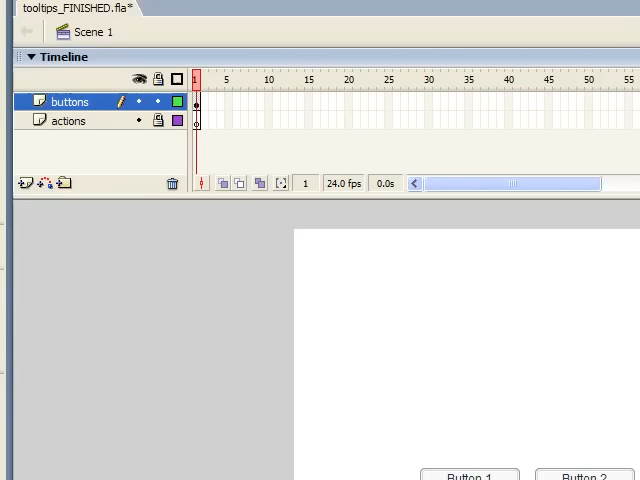 tooltips_FINISHED.fla*
Scene 1
Timeline
1 5 10 15 20 25 30 35 40 45 50 55
buttons
actions
1 24.0 fps 0.0s
Button 1 Button 2